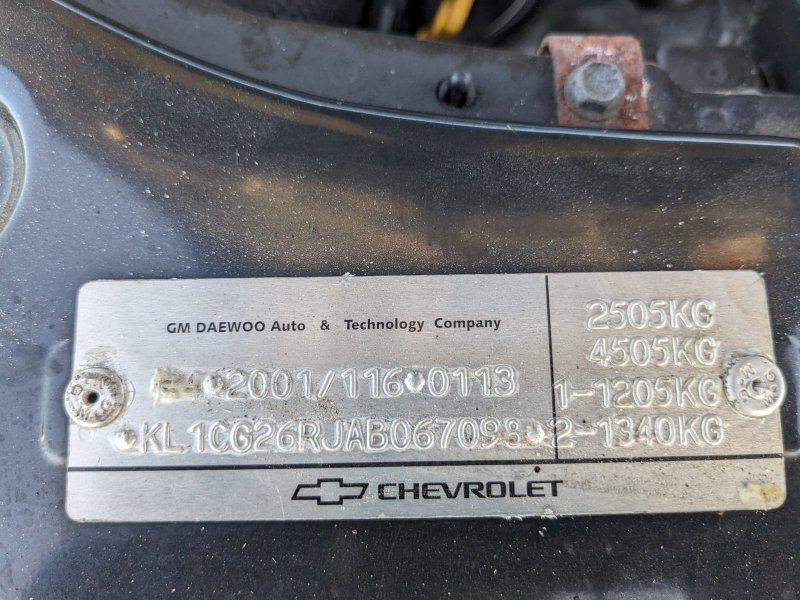 GM DAEWOO Auto & Technology Company
2001/116*0113
*KL1CG26RJAB067098*
2505KG
4505KG
1-1205KG
2-1340KG
CHEVROLET